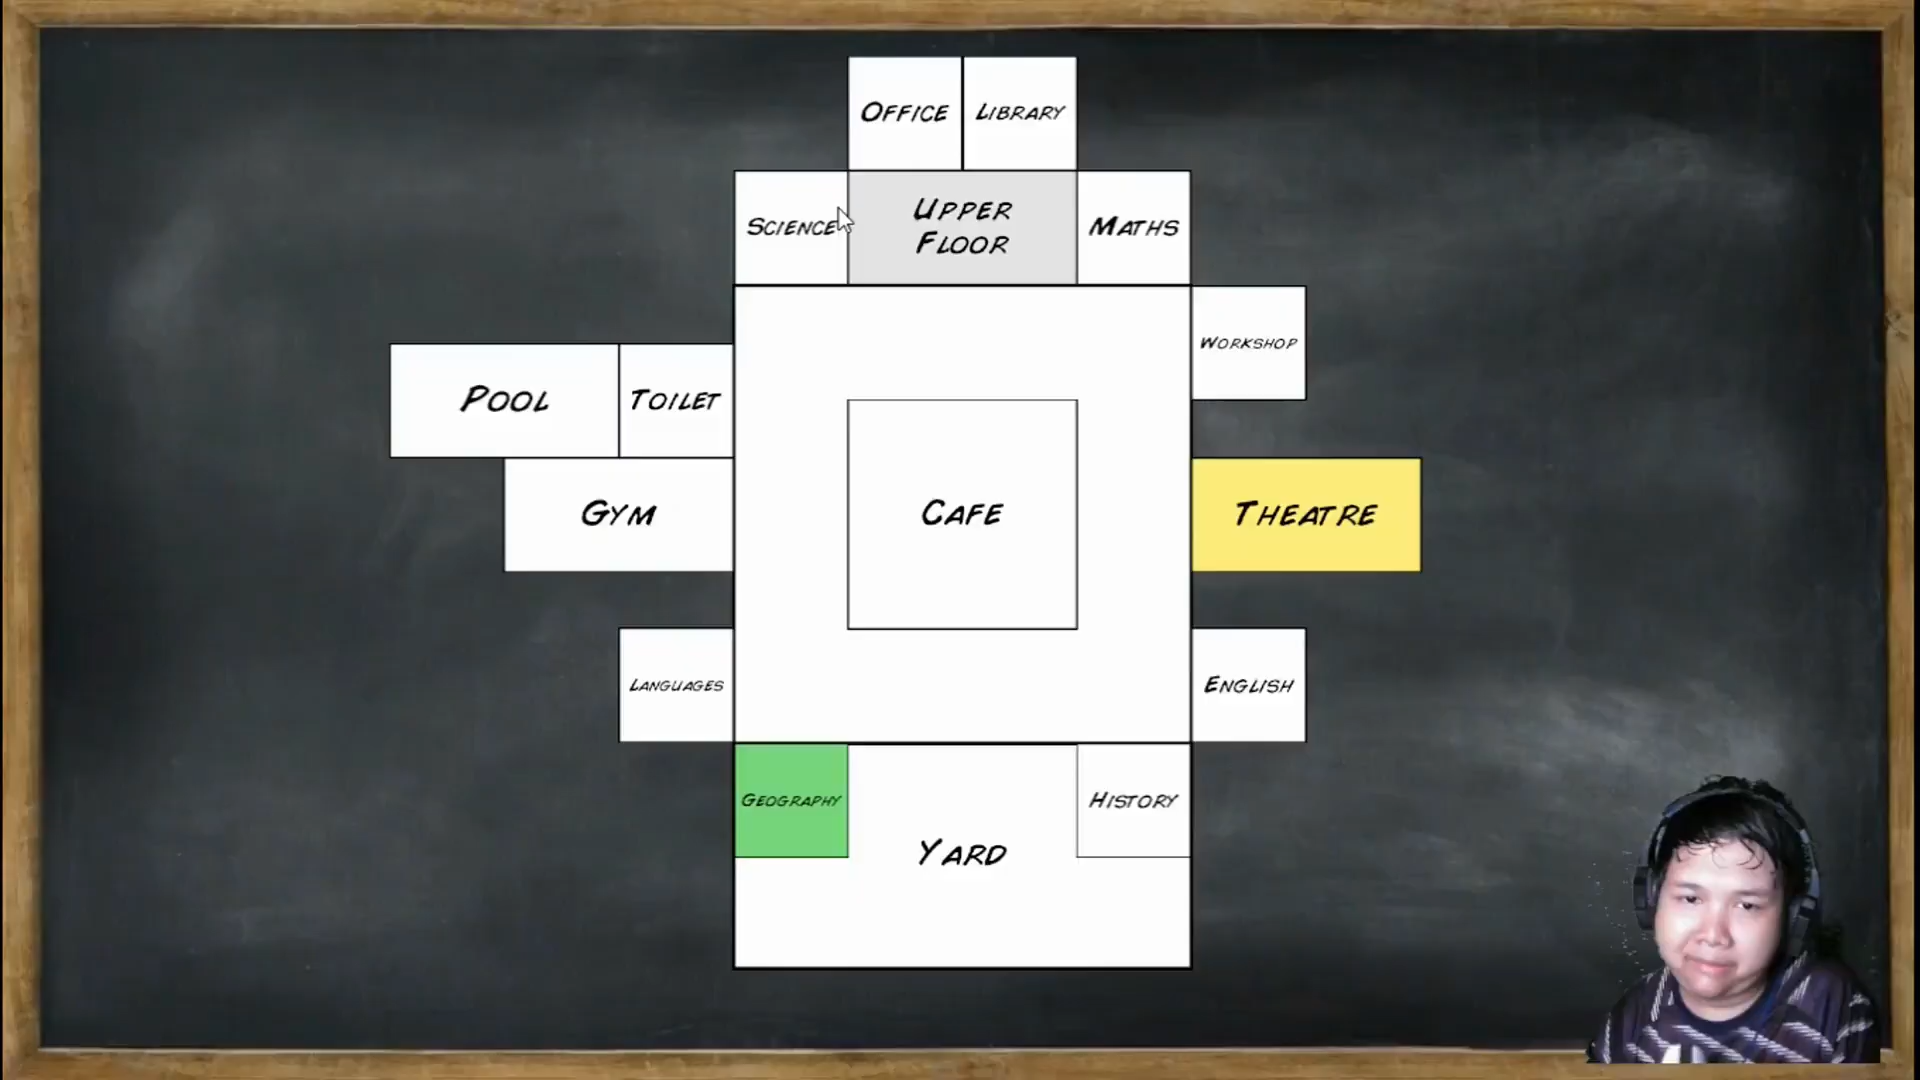 OFFICE
LIBRARY
SCIENCE
UPPER
FLOOR
MATHS
WORKSHOP
POOL
TOILET
GYM
CAFE
THEATRE
LANGUAGES
ENGLISH
GEOGRAPHY
HISTORY
YARD